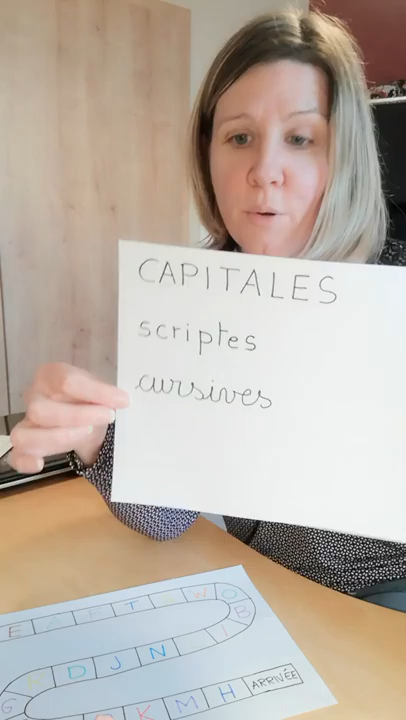 CAPITALES
scriptes
cursives
E A F T S W O
B
P D J N L I
G
Q K M H ARRIVÉE